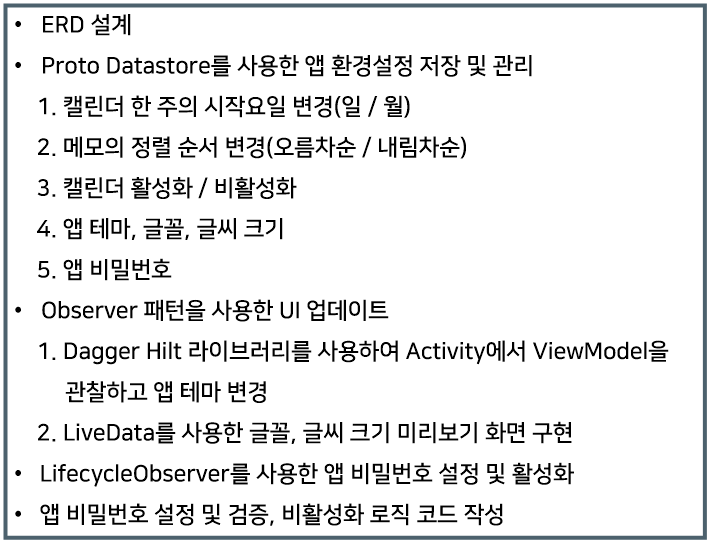 • ERD 설계
• Proto Datastore를 사용한 앱 환경설정 저장 및 관리
1. 캘린더 한 주의 시작요일 변경(일 / 월)
2. 메모의 정렬 순서 변경(오름차순 / 내림차순)
3. 캘린더 활성화 / 비활성화
4. 앱 테마, 글꼴, 글씨 크기
5. 앱 비밀번호
• Observer 패턴을 사용한 UI 업데이트
1. Dagger Hilt 라이브러리를 사용하여 Activity에서 ViewModel을
관찰하고 앱 테마 변경
2. LiveData를 사용한 글꼴, 글씨 크기 미리보기 화면 구현
• LifecycleObserver를 사용한 앱 비밀번호 설정 및 활성화
• 앱 비밀번호 설정 및 검증, 비활성화 로직 코드 작성